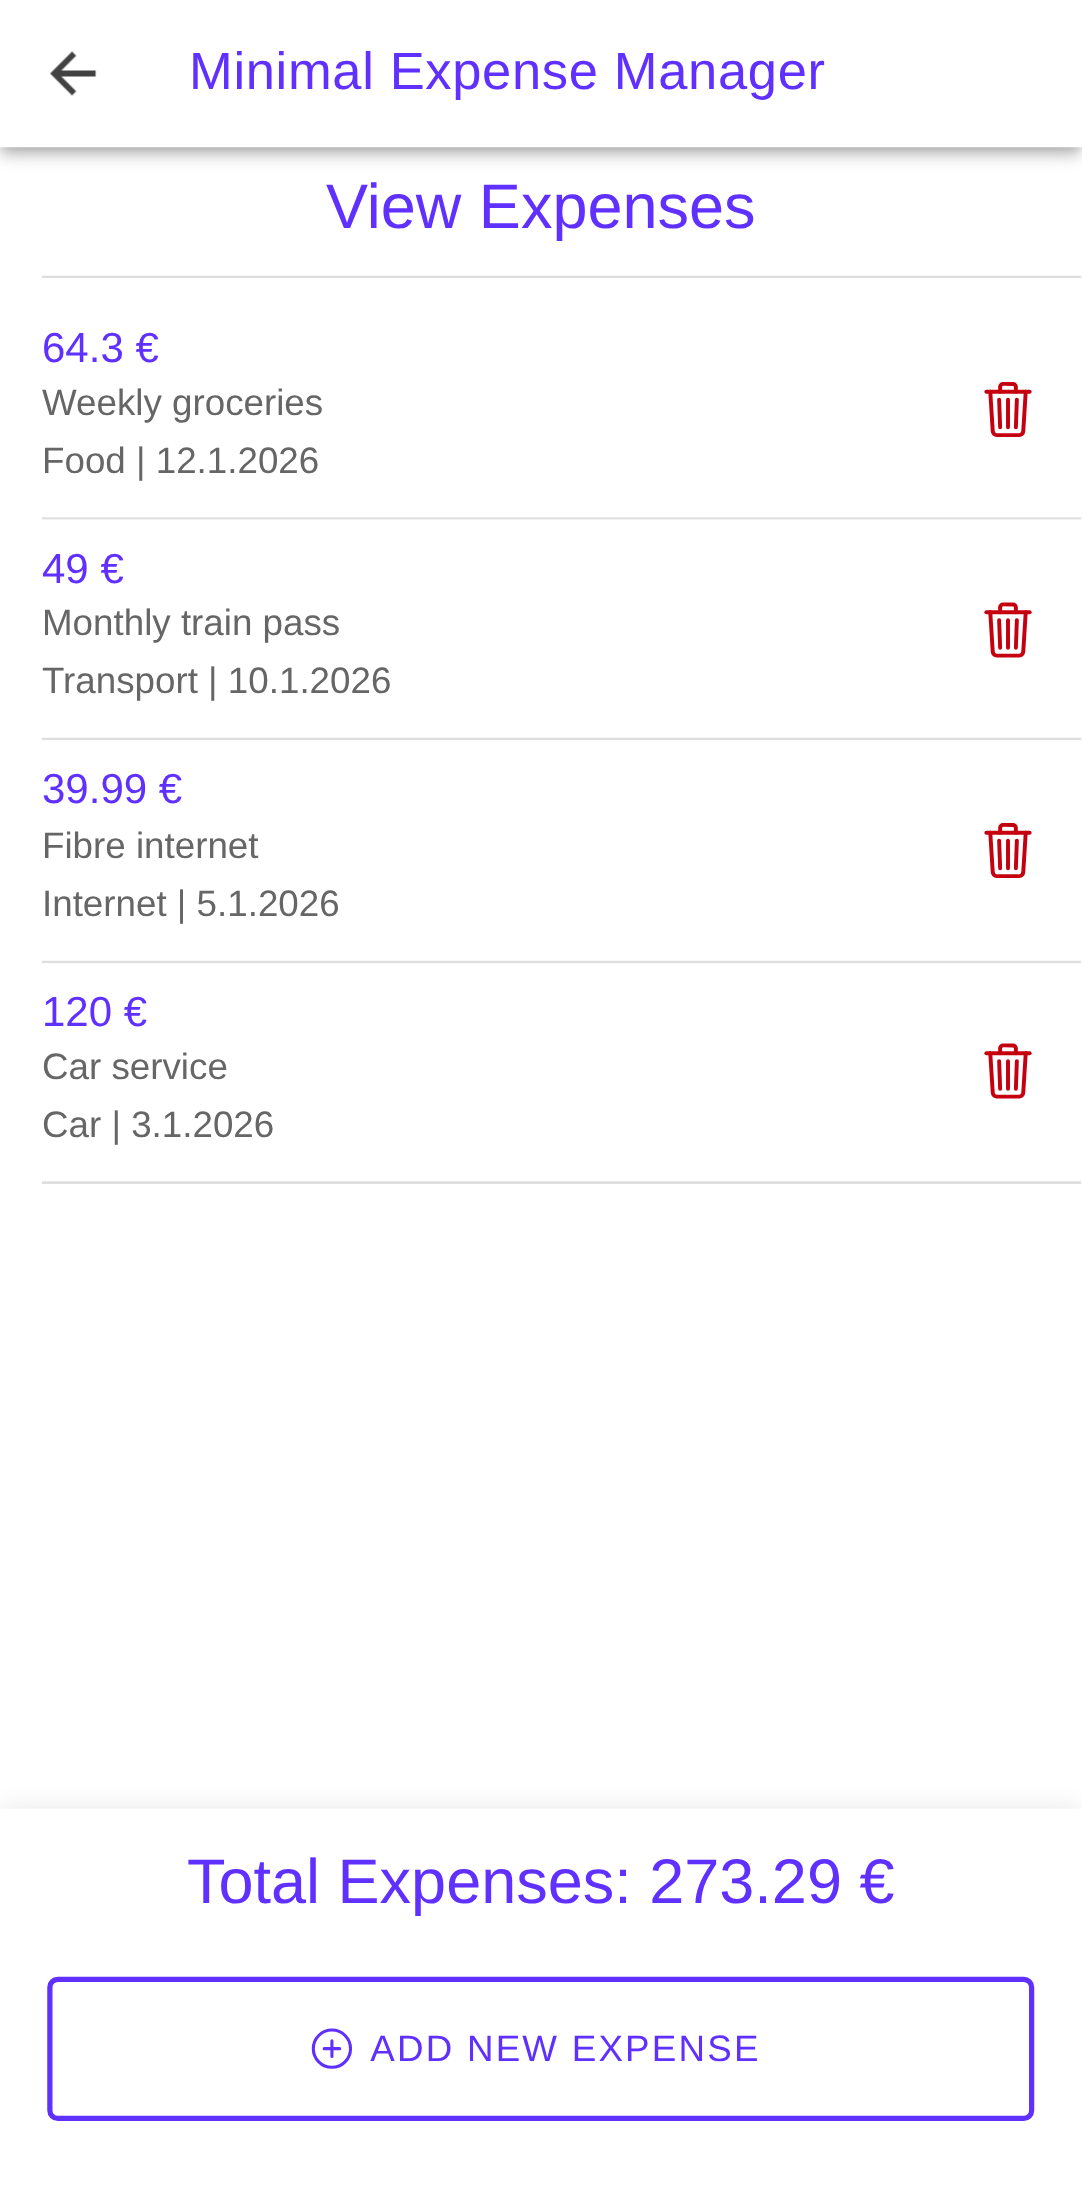 Minimal Expense Manager
View Expenses
64.3 €
Weekly groceries
Food | 12.1.2026
49 €
Monthly train pass
Transport | 10.1.2026
39.99 €
Fibre internet
Internet | 5.1.2026
120 €
Car service
Car | 3.1.2026
Total Expenses: 273.29 €
ADD NEW EXPENSE